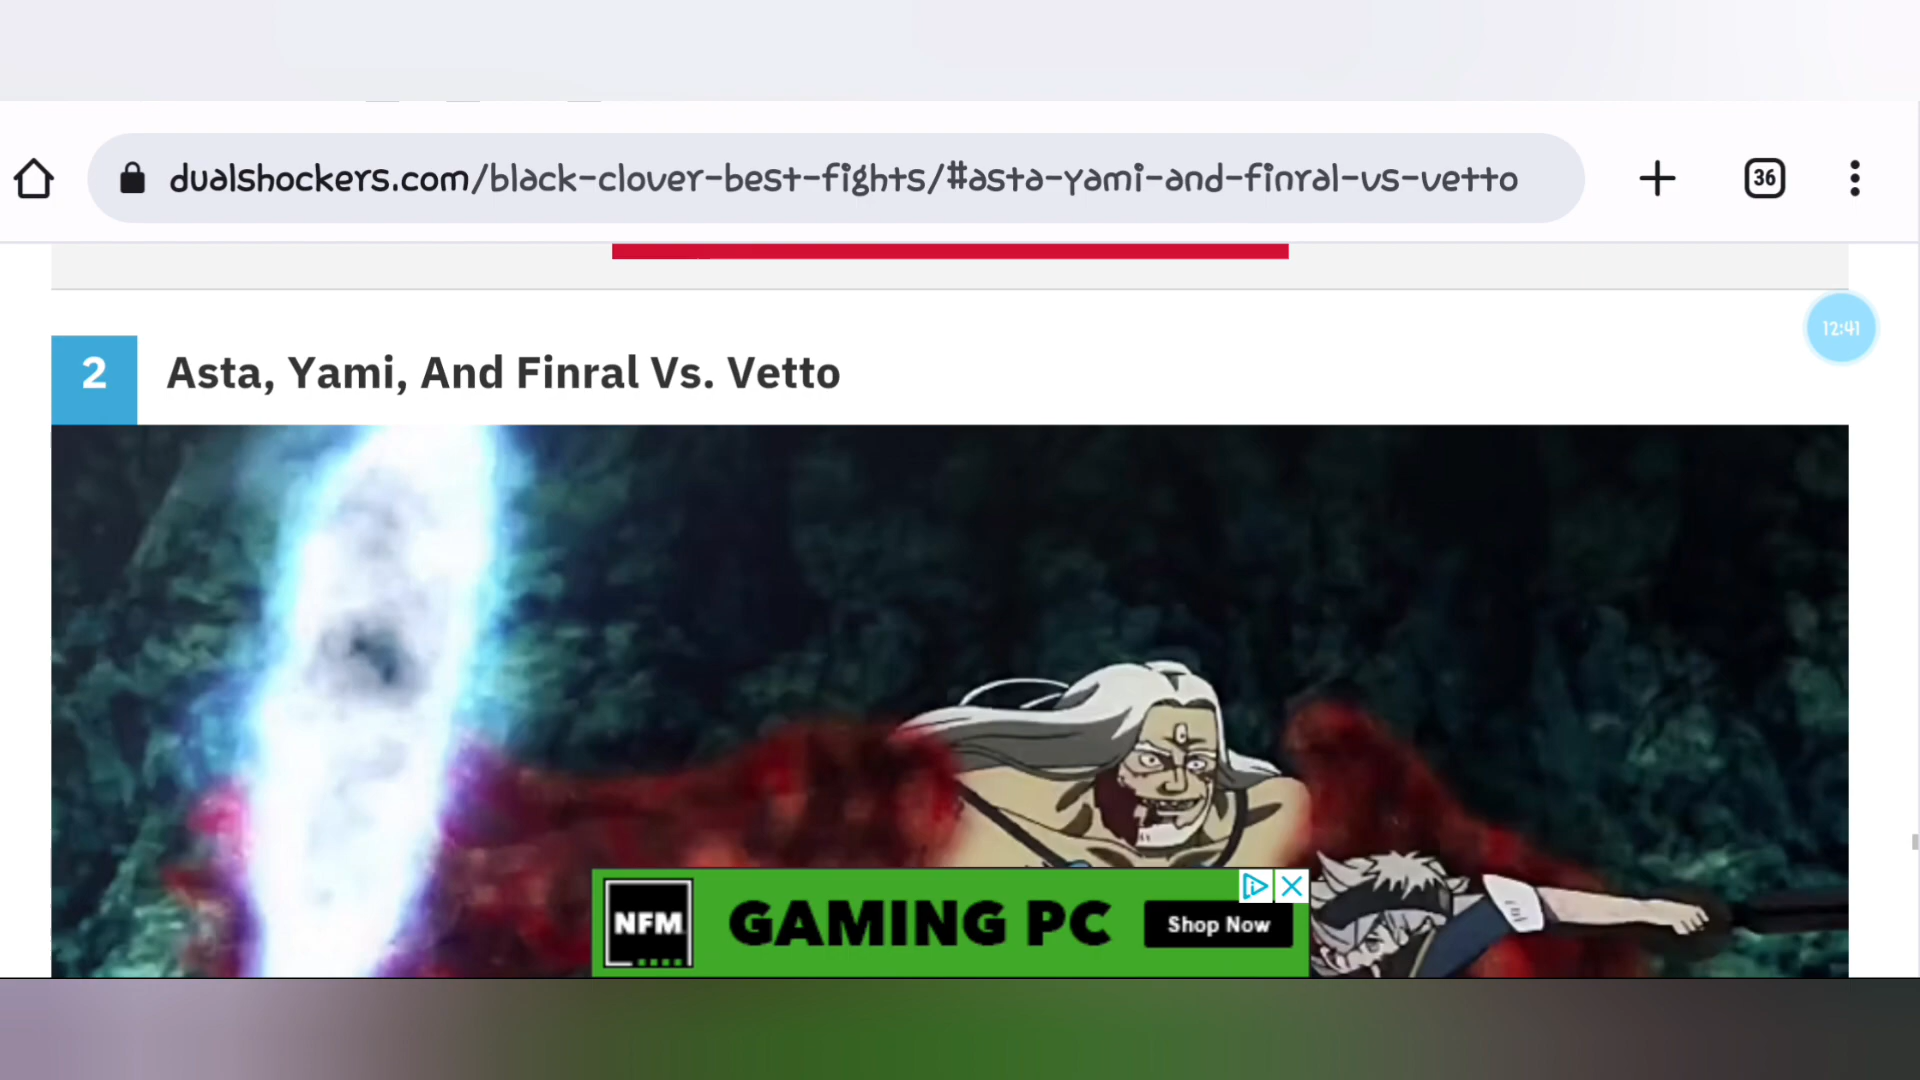 dualshockers.com/black-clover-best-fights/#asta-yami-and-finral-vs-vetto
36
12:41
2 Asta, Yami, And Finral Vs. Vetto
NFM GAMING PC Shop Now